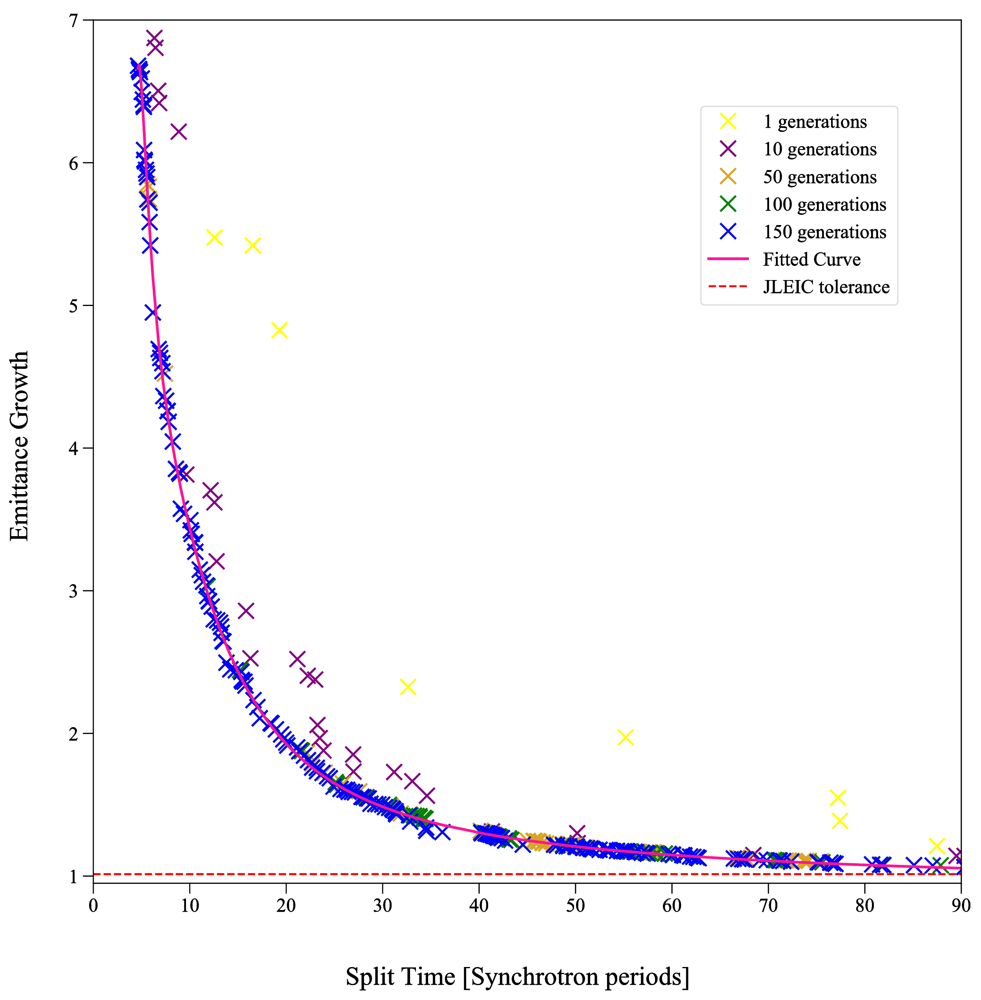 7
6
5
4
3
2
1
Emittance Growth
1 generations
10 generations
50 generations
100 generations
150 generations
Fitted Curve
JLEIC tolerance
0 10 20 30 40 50 60 70 80 90
Split Time [Synchrotron periods]